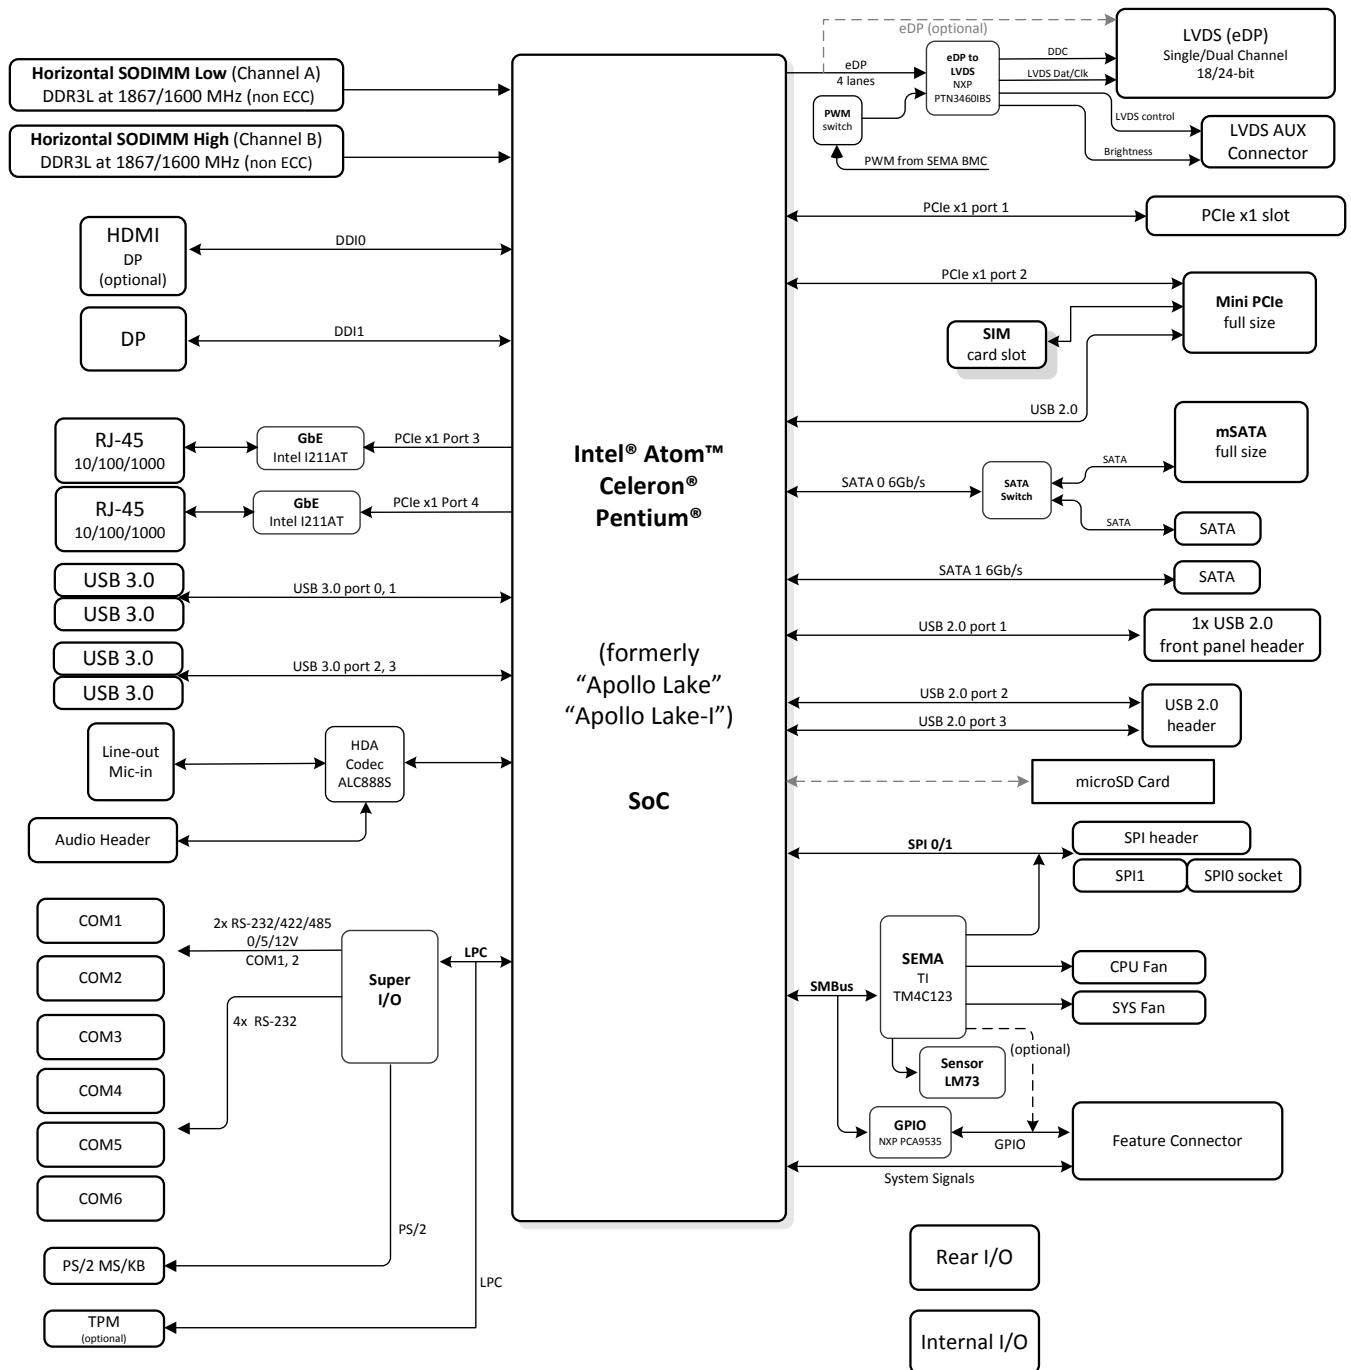 Horizontal SODIMM Low (Channel A)
DDR3L at 1867/1600 MHz (non ECC)
Horizontal SODIMM High (Channel B)
DDR3L at 1867/1600 MHz (non ECC)
HDMI
DP
(optional)
DDI0
DP
DDI1
RJ-45
10/100/1000
GbE
Intel I211AT
PCIe x1 Port 3
RJ-45
10/100/1000
GbE
Intel I211AT
PCIe x1 Port 4
USB 3.0
USB 3.0
USB 3.0 port 0, 1
USB 3.0
USB 3.0
USB 3.0 port 2, 3
Line-out
Mic-in
HDA
Codec
ALC888S
Audio Header
COM1
COM2
COM3
COM4
COM5
COM6
2x RS-232/422/485
0/5/12V
COM1, 2
4x RS-232
Super
I/O
LPC
PS/2
LPC
PS/2 MS/KB
TPM
(optional)
Intel® Atom™
Celeron®
Pentium®
(formerly
“Apollo Lake”
“Apollo Lake-I”)
SoC
eDP (optional)
eDP
4 lanes
eDP to
LVDS
NXP
PTN3460IBS
PWM
switch
PWM from SEMA BMC
DDC
LVDS Dat/Clk
LVDS control
Brightness
LVDS (eDP)
Single/Dual Channel
18/24-bit
LVDS AUX
Connector
PCIe x1 port 1
PCIe x1 slot
PCIe x1 port 2
Mini PCIe
full size
SIM
card slot
USB 2.0
mSATA
full size
SATA 0 6Gb/s
SATA
Switch
SATA
SATA
SATA
SATA 1 6Gb/s
SATA
USB 2.0 port 1
1x USB 2.0
front panel header
USB 2.0 port 2
USB 2.0 port 3
USB 2.0
header
microSD Card
SPI 0/1
SPI header
SPI1
SPI0 socket
SEMA
TI
TM4C123
SMBus
CPU Fan
SYS Fan
(optional)
Sensor
LM73
GPIO
NXP PCA9535
GPIO
Feature Connector
System Signals
Rear I/O
Internal I/O